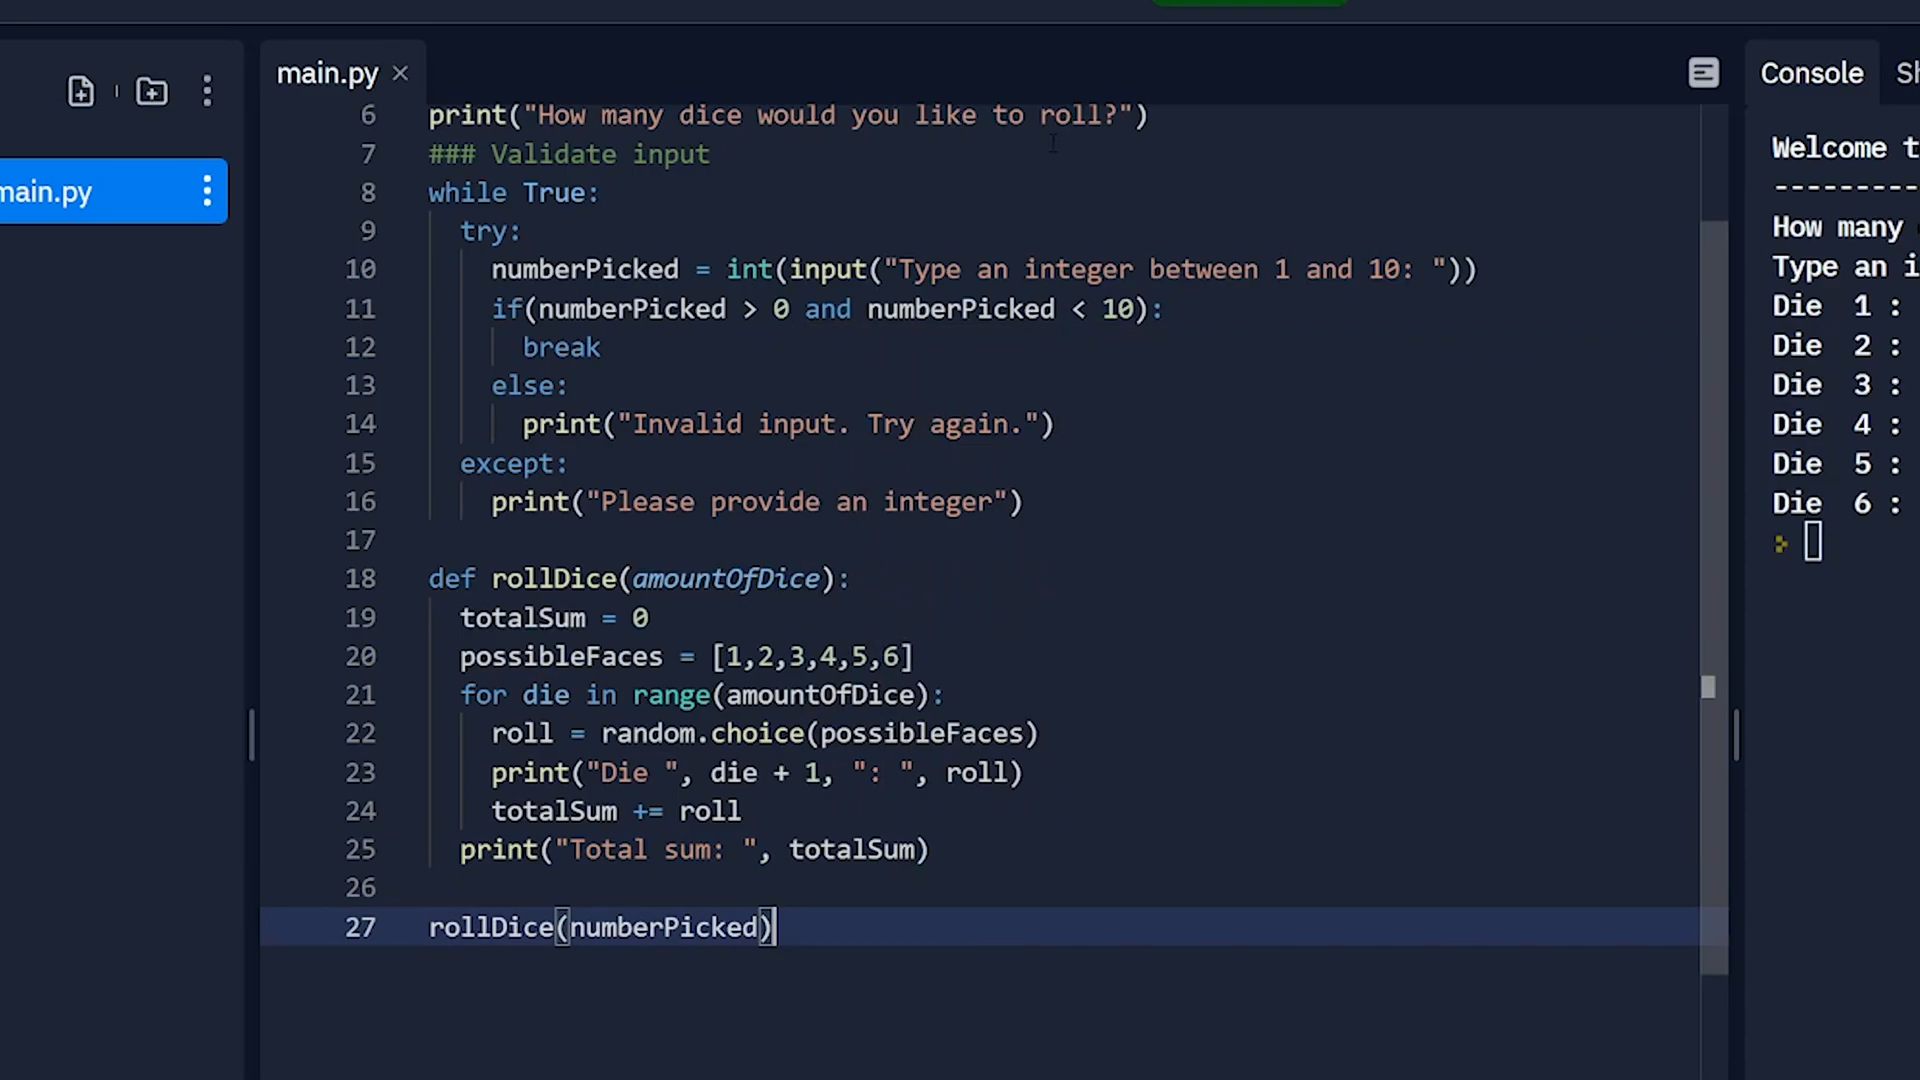 main.py
main.py
Console
6 print("How many dice would you like to roll?")
7 ### Validate input
8 while True:
9 try:
10 numberPicked = int(input("Type an integer between 1 and 10: "))
11 if(numberPicked > 0 and numberPicked < 10):
12 break
13 else:
14 print("Invalid input. Try again.")
15 except:
16 print("Please provide an integer")
17
18 def rollDice(amountOfDice):
19 totalSum = 0
20 possibleFaces = [1,2,3,4,5,6]
21 for die in range(amountOfDice):
22 roll = random.choice(possibleFaces)
23 print("Die ", die + 1, ": ", roll)
24 totalSum += roll
25 print("Total sum: ", totalSum)
26
27 rollDice(numberPicked)
Welcome t
---------
How many
Type an i
Die 1 :
Die 2 :
Die 3 :
Die 4 :
Die 5 :
Die 6 :